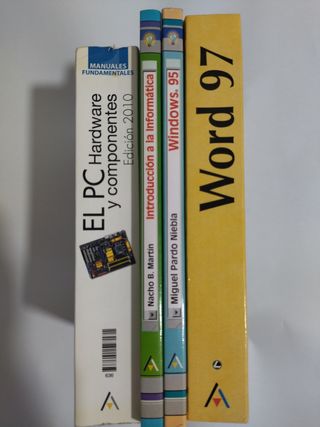 MANUALES
FUNDAMENTALES
EL PC Hardware
y componentes
Edición 2010
Introducción a la Informática
Nacho B. Martín
Windows. 95
Miguel Pardo Niebla
Word 97